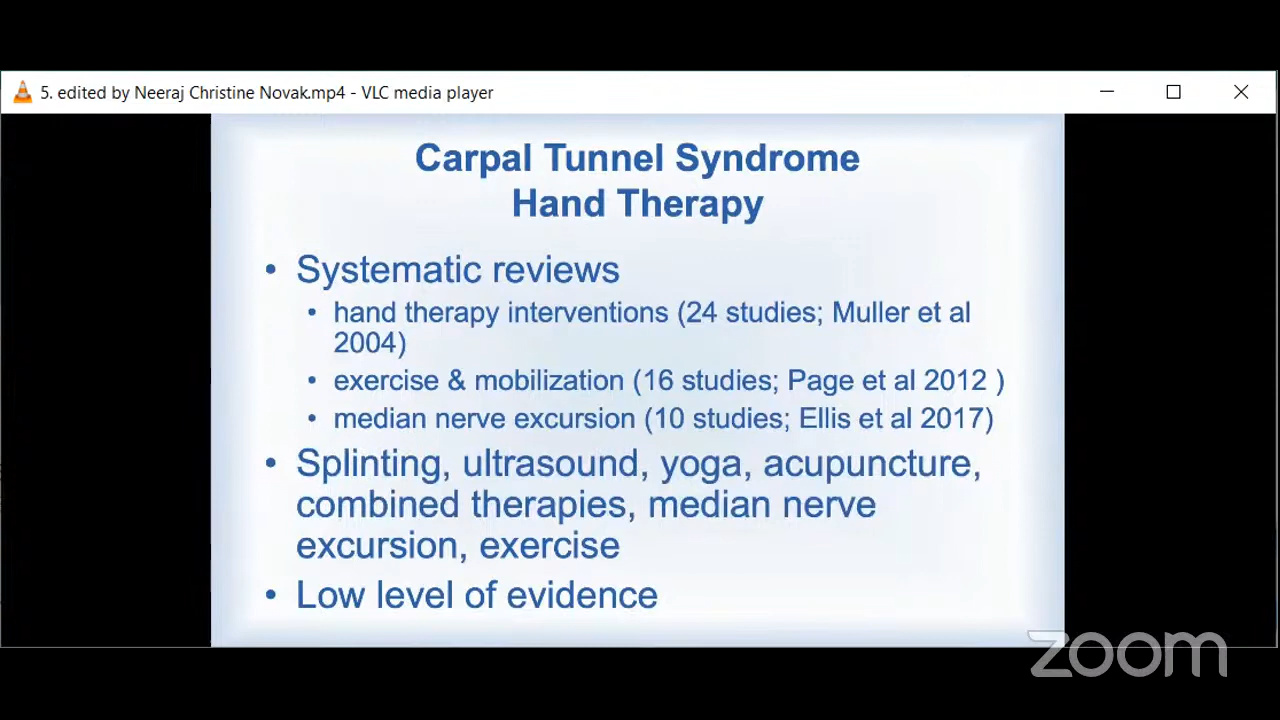 5. edited by Neeraj Christine Novak.mp4 - VLC media player
Carpal Tunnel Syndrome
Hand Therapy
• Systematic reviews
• hand therapy interventions (24 studies; Muller et al
2004)
• exercise & mobilization (16 studies; Page et al 2012 )
• median nerve excursion (10 studies; Ellis et al 2017)
• Splinting, ultrasound, yoga, acupuncture,
combined therapies, median nerve
excursion, exercise
• Low level of evidence
zoom